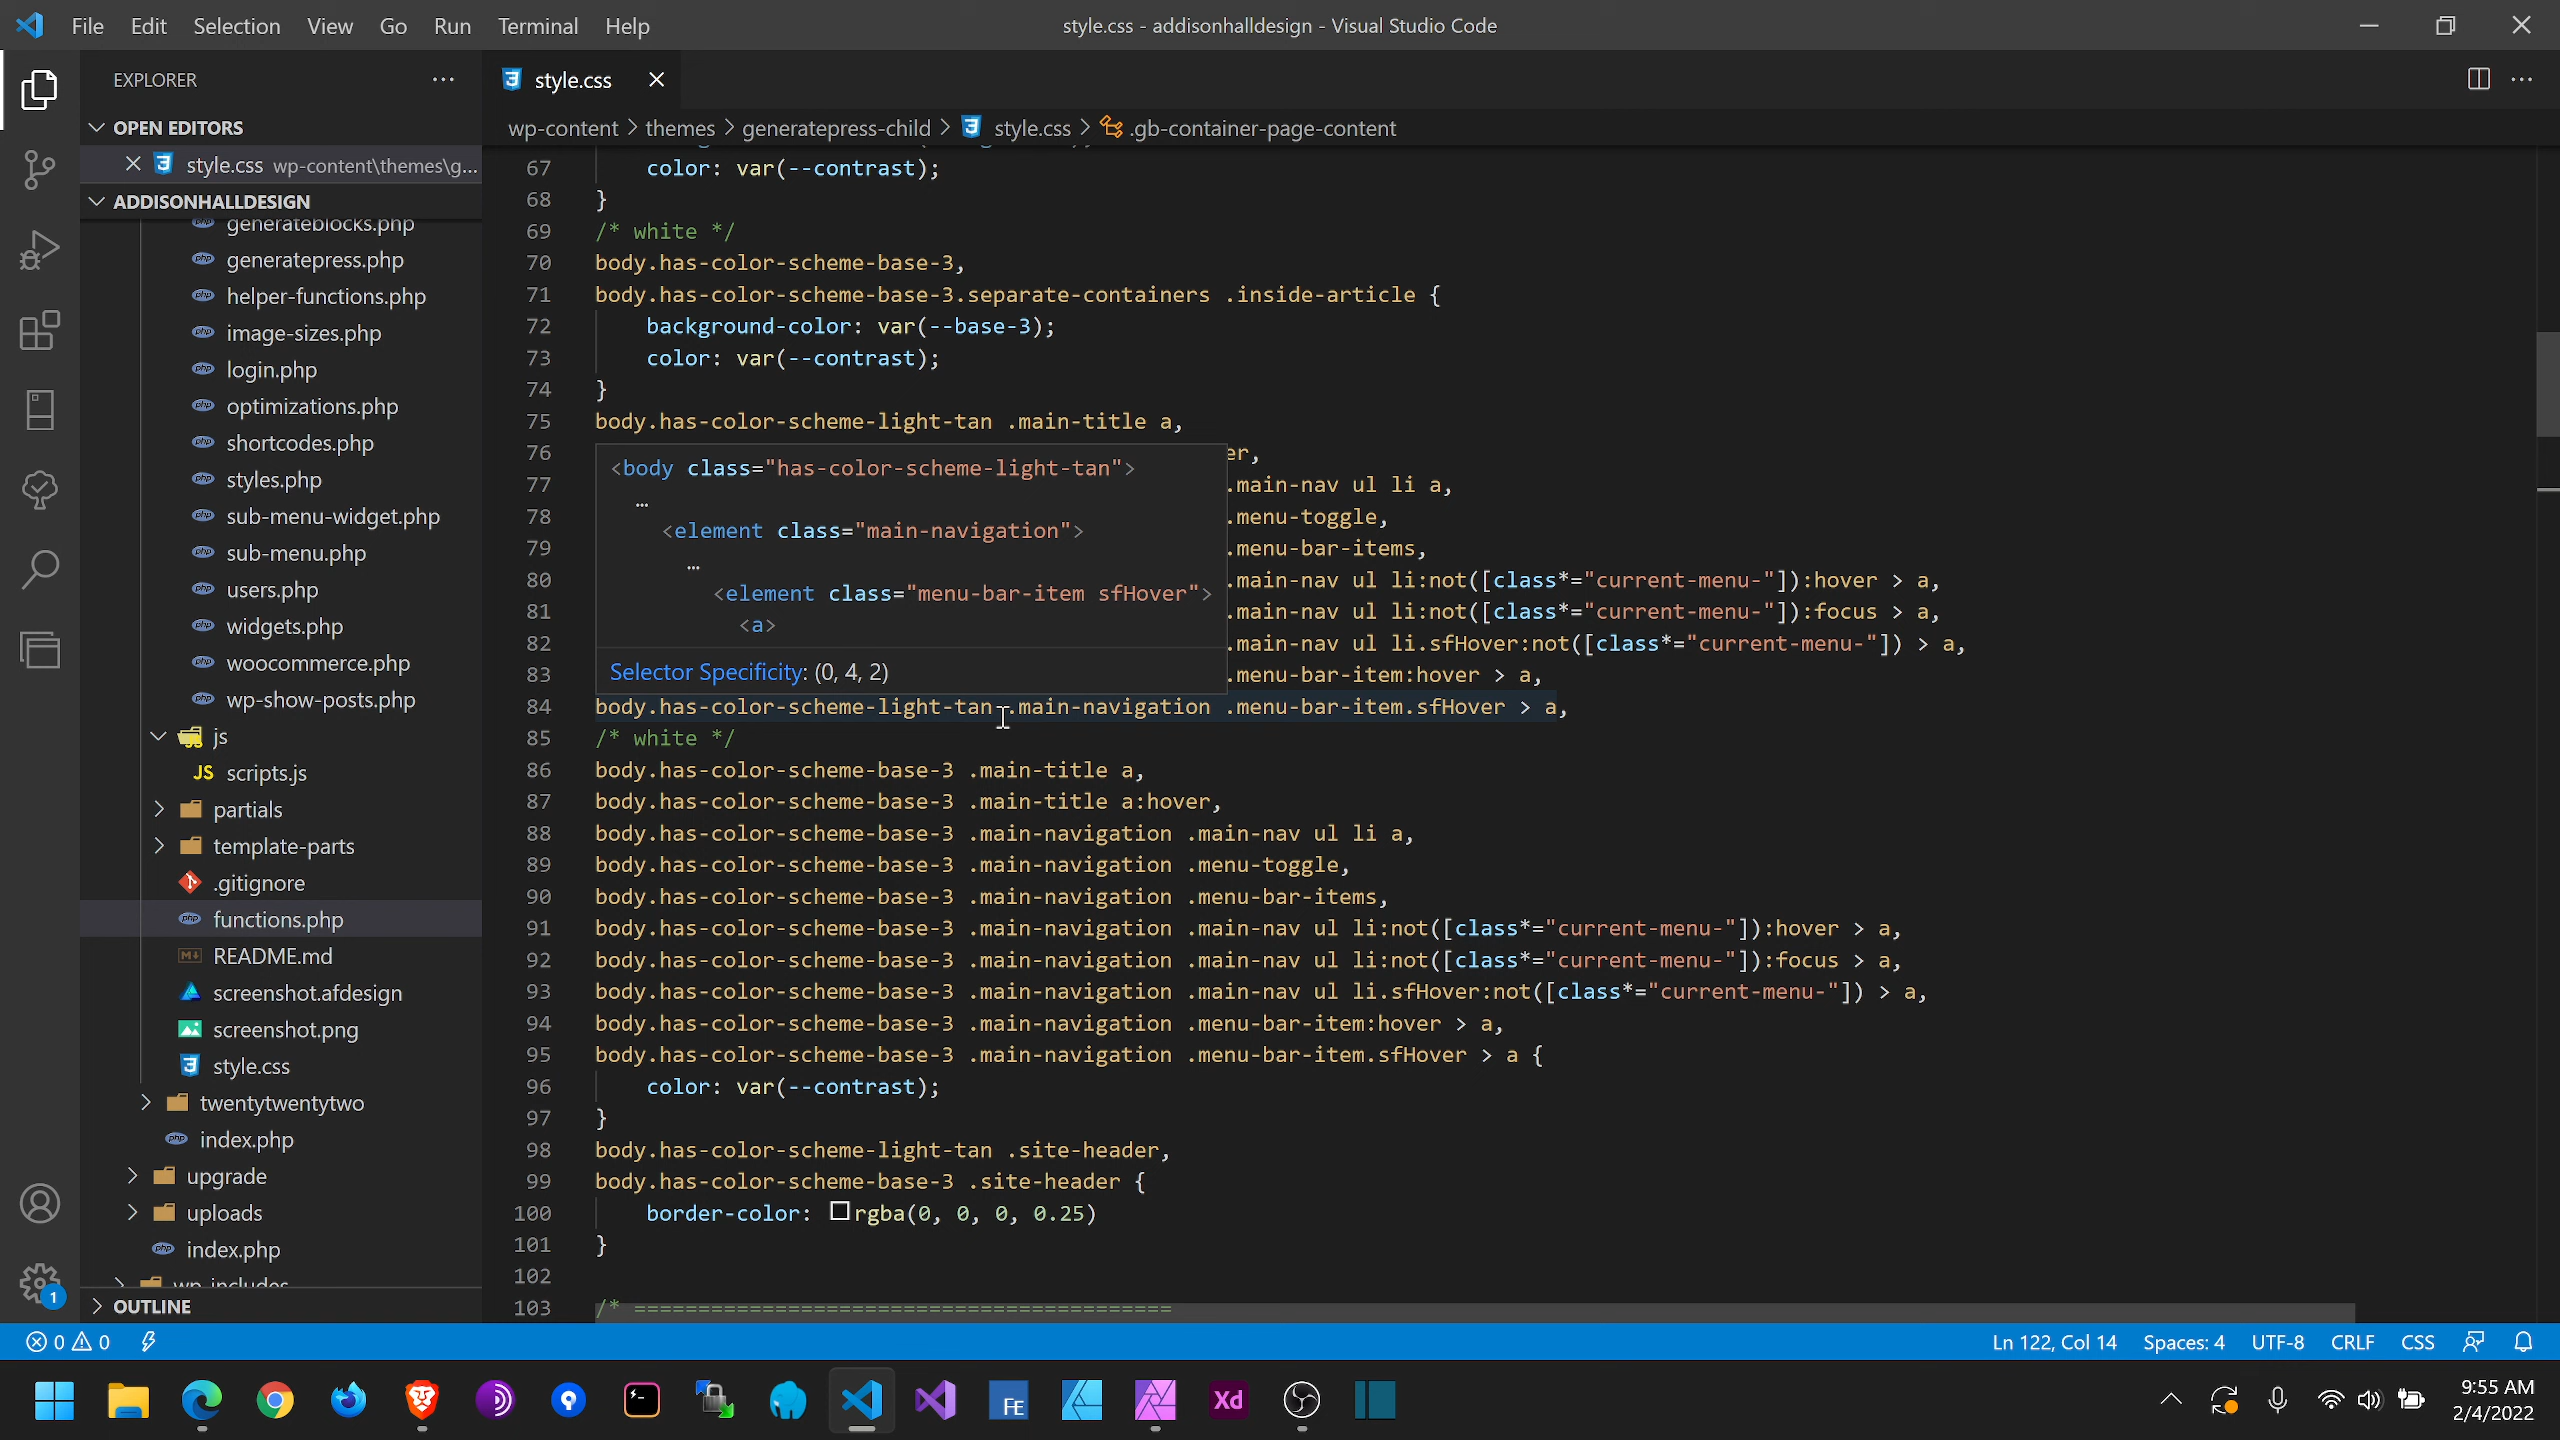 File Edit Selection View Go Run Terminal Help
style.css - addisonhalldesign - Visual Studio Code
EXPLORER
OPEN EDITORS
style.css wp-content\themes\g...
ADDISONHALLDESIGN
generateblocks.php
generatepress.php
helper-functions.php
image-sizes.php
login.php
optimizations.php
shortcodes.php
styles.php
sub-menu-widget.php
sub-menu.php
users.php
widgets.php
woocommerce.php
wp-show-posts.php
js
JS scripts.js
partials
template-parts
.gitignore
functions.php
README.md
screenshot.afdesign
screenshot.png
style.css
twentytwentytwo
index.php
upgrade
uploads
index.php
wp-includes
OUTLINE
style.css
wp-content > themes > generatepress-child > style.css > .gb-container-page-content
67 color: var(--contrast);
68 }
69 /* white */
70 body.has-color-scheme-base-3,
71 body.has-color-scheme-base-3.separate-containers .inside-article {
72 background-color: var(--base-3);
73 color: var(--contrast);
74 }
75 body.has-color-scheme-light-tan .main-title a,
76 er,
77 .main-nav ul li a,
78 .menu-toggle,
79 .menu-bar-items,
80 .main-nav ul li:not([class*="current-menu-"]):hover > a,
81 .main-nav ul li:not([class*="current-menu-"]):focus > a,
82 .main-nav ul li.sfHover:not([class*="current-menu-"]) > a,
83 .menu-bar-item:hover > a,
<body class="has-color-scheme-light-tan">
…
<element class="main-navigation">
…
<element class="menu-bar-item sfHover">
<a>
Selector Specificity: (0, 4, 2)
84 body.has-color-scheme-light-tan .main-navigation .menu-bar-item.sfHover > a,
85 /* white */
86 body.has-color-scheme-base-3 .main-title a,
87 body.has-color-scheme-base-3 .main-title a:hover,
88 body.has-color-scheme-base-3 .main-navigation .main-nav ul li a,
89 body.has-color-scheme-base-3 .main-navigation .menu-toggle,
90 body.has-color-scheme-base-3 .main-navigation .menu-bar-items,
91 body.has-color-scheme-base-3 .main-navigation .main-nav ul li:not([class*="current-menu-"]):hover > a,
92 body.has-color-scheme-base-3 .main-navigation .main-nav ul li:not([class*="current-menu-"]):focus > a,
93 body.has-color-scheme-base-3 .main-navigation .main-nav ul li.sfHover:not([class*="current-menu-"]) > a,
94 body.has-color-scheme-base-3 .main-navigation .menu-bar-item:hover > a,
95 body.has-color-scheme-base-3 .main-navigation .menu-bar-item.sfHover > a {
96 color: var(--contrast);
97 }
98 body.has-color-scheme-light-tan .site-header,
99 body.has-color-scheme-base-3 .site-header {
100 border-color: rgba(0, 0, 0, 0.25)
101 }
102
103 /* ==========================================
0 0
Ln 122, Col 14 Spaces: 4 UTF-8 CRLF CSS
1
FE
Xd
9:55 AM
2/4/2022